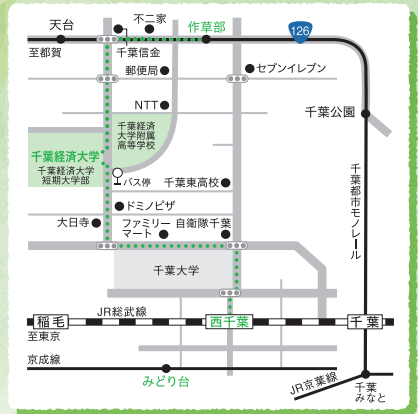 天台
不二家
作草部
126
至都賀
千葉信金
郵便局
セブンイレブン
NTT
千葉公園
千葉経済
大学附属
高等学校
千葉経済大学
千葉経済大学
短期大学部
バス停
千葉東高校
千葉都市モノレール
ドミノピザ
大日寺
ファミリー
マート
自衛隊千葉
千葉大学
JR総武線
稲毛
西千葉
千葉
至東京
京成線
みどり台
JR京葉線
千葉
みなと